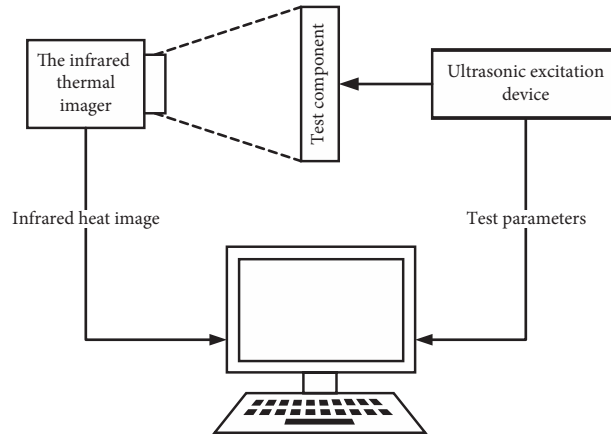 The infrared
thermal
imager
Test component
Ultrasonic excitation
device
Infrared heat image
Test parameters